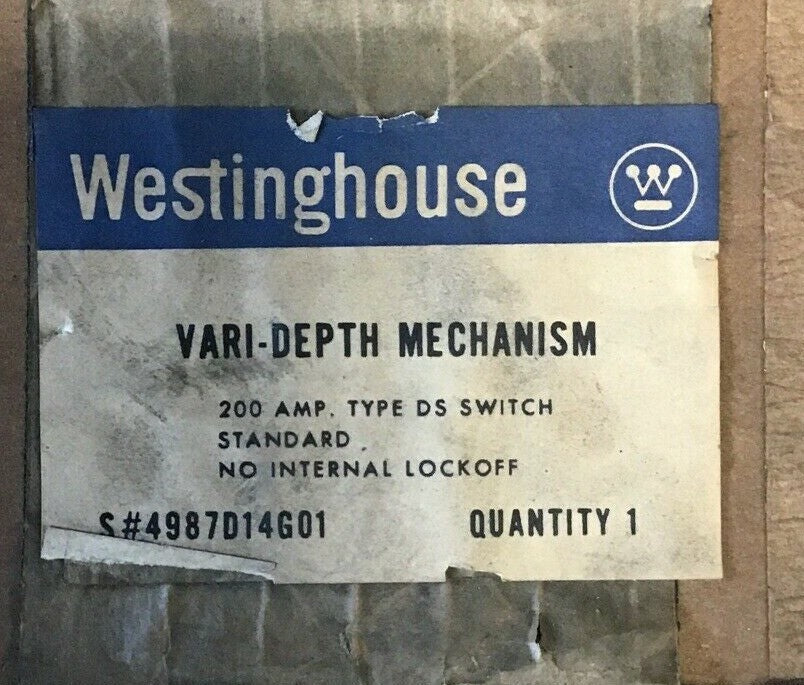 Westinghouse W
VARI-DEPTH MECHANISM
200 AMP. TYPE DS SWITCH
STANDARD
NO INTERNAL LOCKOFF
S#4987D14G01 QUANTITY 1